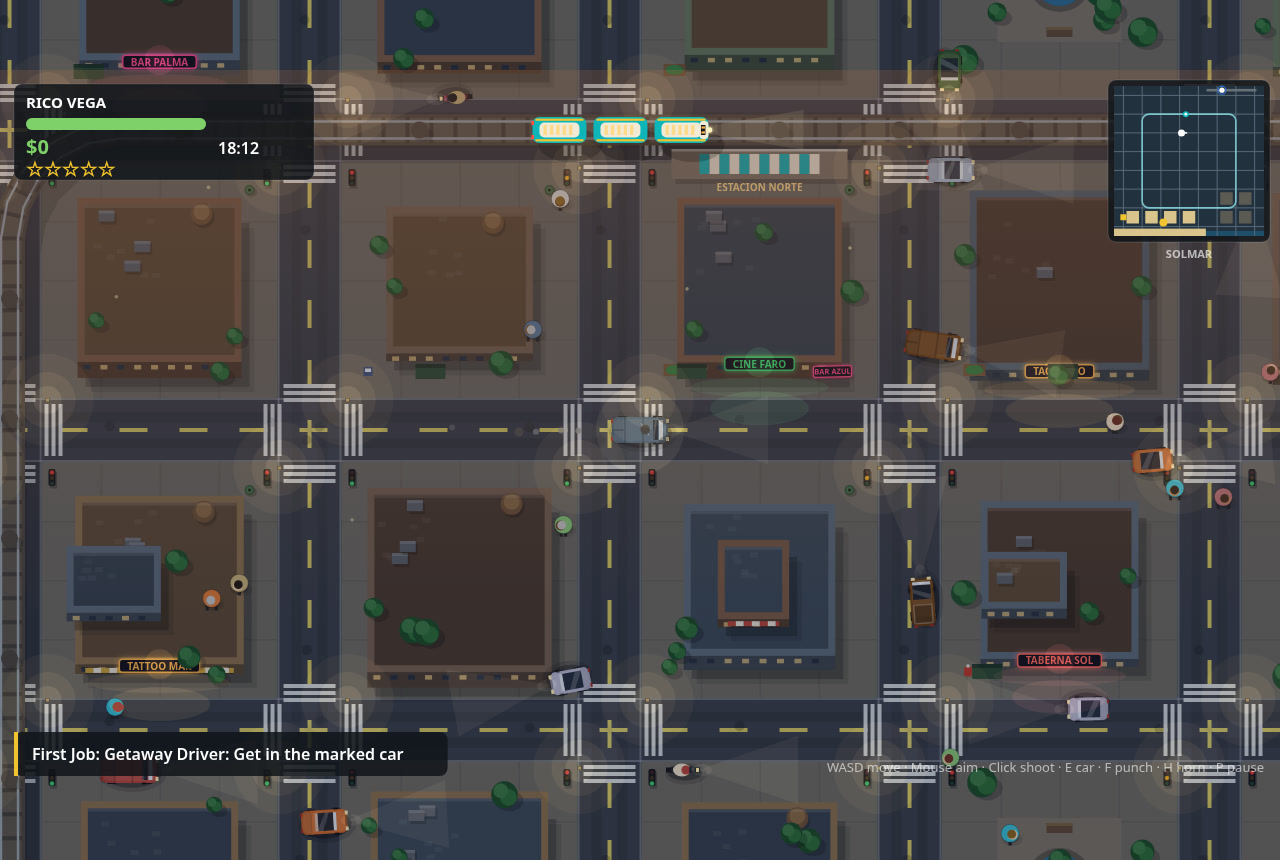 BAR PALMA
RICO VEGA
$0
18:12
ESTACION NORTE
SOLMAR
CINE FARO
BAR AZUL
TATTOO
TABERNA SOL
First Job: Getaway Driver: Get in the marked car
WASD move · Mouse aim · Click shoot · E car · F punch · H horn · P pause